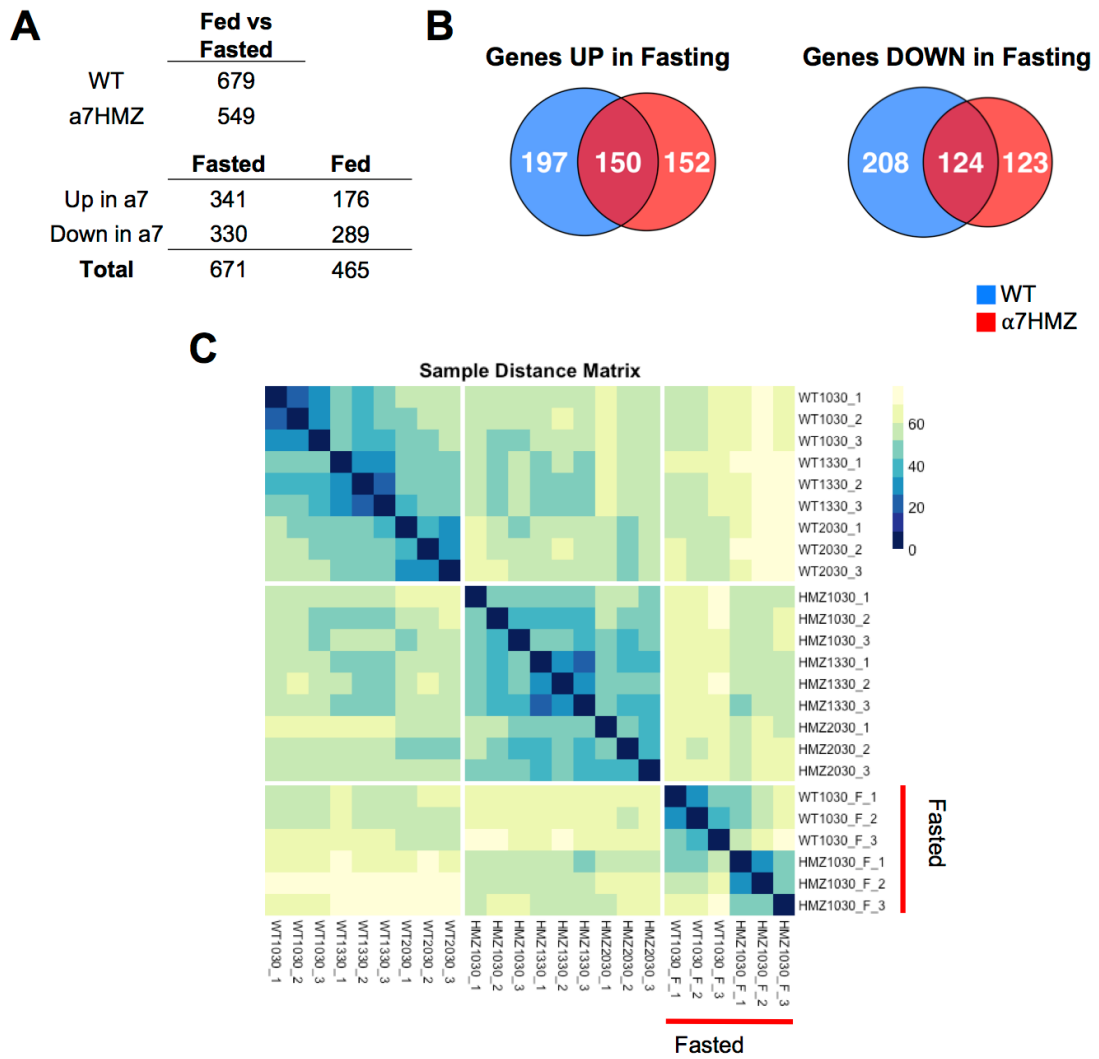 A
Fed vs
Fasted
WT 679
a7HMZ 549
Fasted Fed
Up in a7 341 176
Down in a7 330 289
Total 671 465
B
Genes UP in Fasting
197 150 152
Genes DOWN in Fasting
208 124 123
WT
α7HMZ
C
Sample Distance Matrix
WT1030_1
WT1030_2
WT1030_3
WT1330_1
WT1330_2
WT1330_3
WT2030_1
WT2030_2
WT2030_3
HMZ1030_1
HMZ1030_2
HMZ1030_3
HMZ1330_1
HMZ1330_2
HMZ1330_3
HMZ2030_1
HMZ2030_2
HMZ2030_3
WT1030_F_1
WT1030_F_2
WT1030_F_3
HMZ1030_F_1
HMZ1030_F_2
HMZ1030_F_3
60
40
20
0
Fasted
WT1030_1
WT1030_2
WT1030_3
WT1330_1
WT1330_2
WT1330_3
WT2030_1
WT2030_2
WT2030_3
HMZ1030_1
HMZ1030_2
HMZ1030_3
HMZ1330_1
HMZ1330_2
HMZ1330_3
HMZ2030_1
HMZ2030_2
HMZ2030_3
WT1030_F_1
WT1030_F_2
WT1030_F_3
HMZ1030_F_1
HMZ1030_F_2
HMZ1030_F_3
Fasted